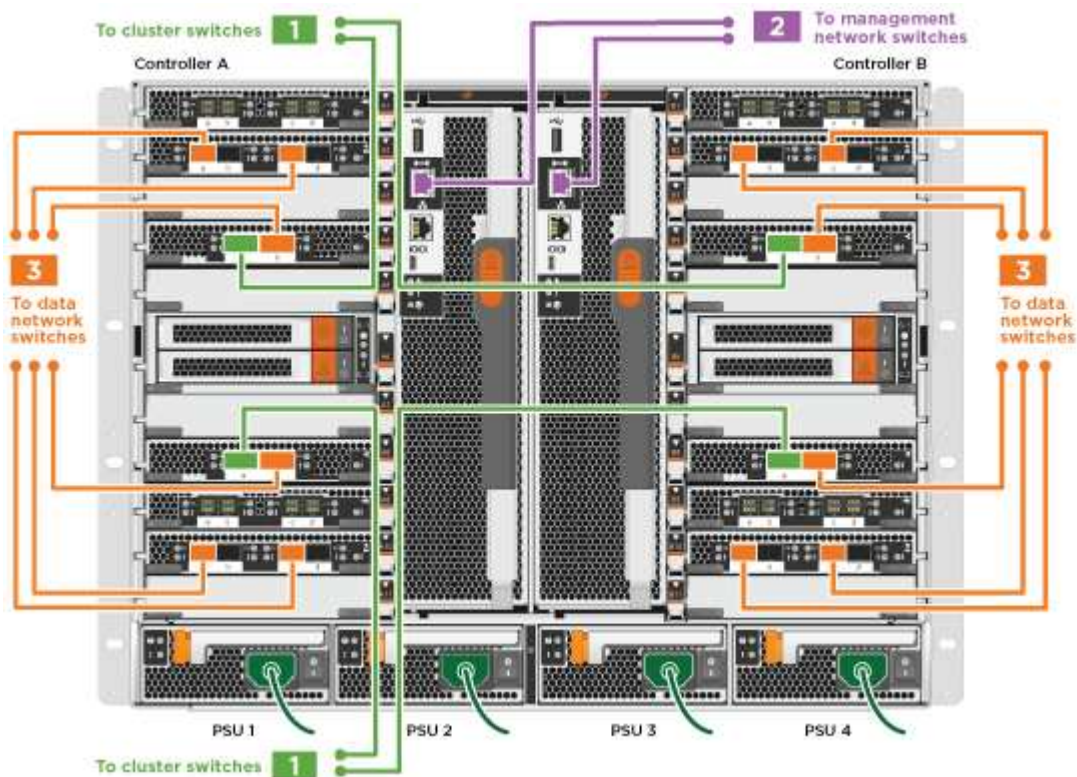 To cluster switches 1
2 To management
network switches
Controller A
Controller B
3
To data
network
switches
3
To data
network
switches
PSU 1
PSU 2
PSU 3
PSU 4
To cluster switches 1